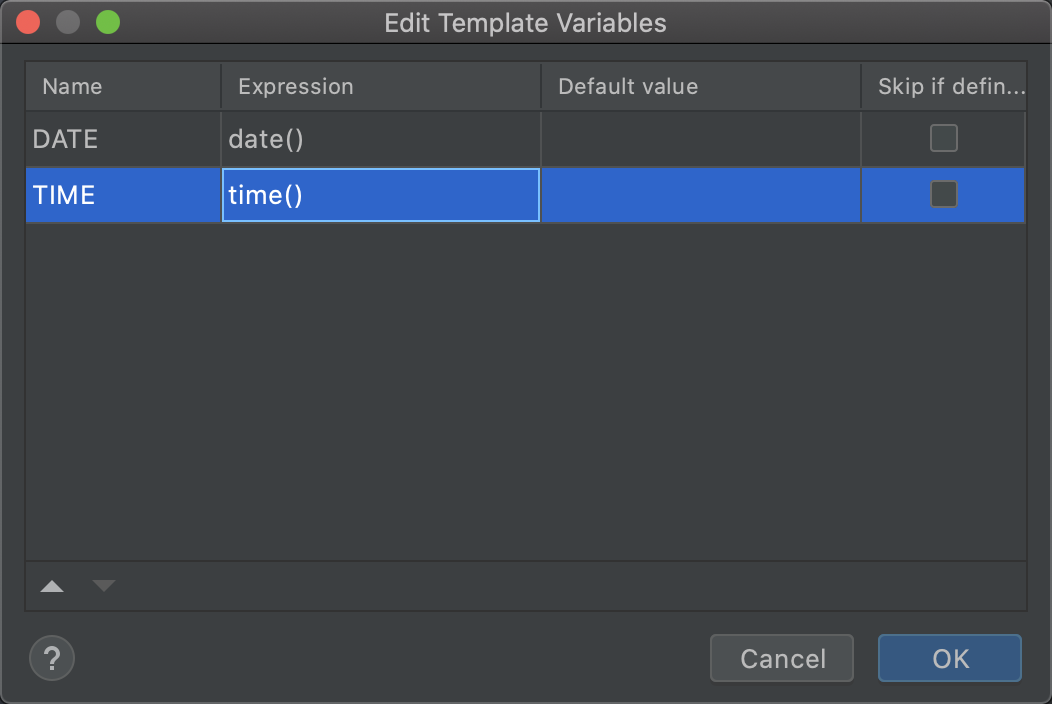 Edit Template Variables
Name Expression Default value Skip if defin...
DATE date()
TIME time()
?
Cancel OK